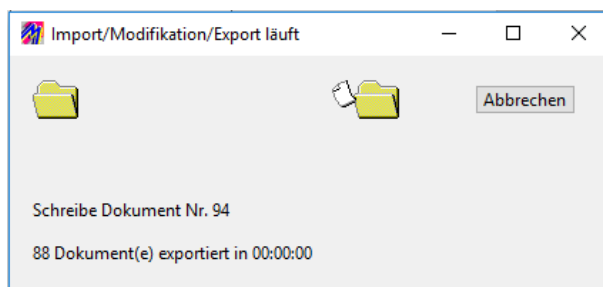 Import/Modifikation/Export läuft
Abbrechen
Schreibe Dokument Nr. 94
88 Dokument(e) exportiert in 00:00:00